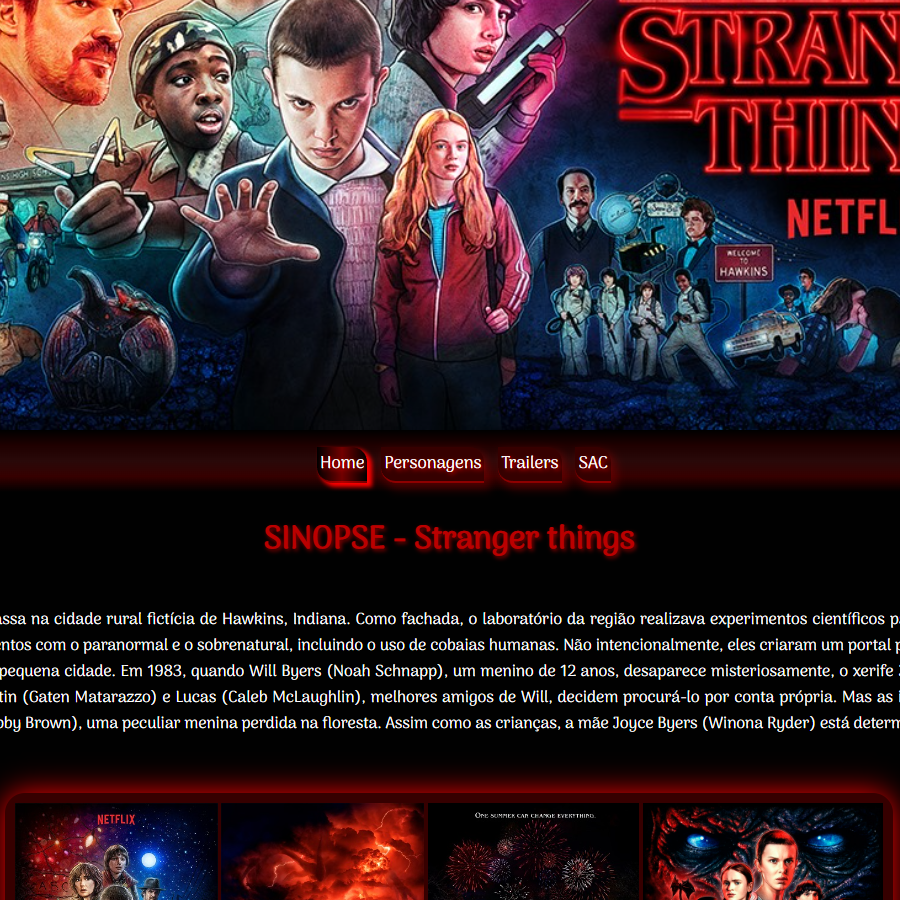 STRAN
THIN
NETFL
WELCOME
TO
HAWKINS
Home Personagens Trailers SAC
SINOPSE - Stranger things
assa na cidade rural fictícia de Hawkins, Indiana. Como fachada, o laboratório da região realizava experimentos científicos p
entos com o paranormal e o sobrenatural, incluindo o uso de cobaias humanas. Não intencionalmente, eles criaram um portal p
pequena cidade. Em 1983, quando Will Byers (Noah Schnapp), um menino de 12 anos, desaparece misteriosamente, o xerife
tin (Gaten Matarazzo) e Lucas (Caleb McLaughlin), melhores amigos de Will, decidem procurá-lo por conta própria. Mas as i
bby Brown), uma peculiar menina perdida na floresta. Assim como as crianças, a mãe Joyce Byers (Winona Ryder) está determ
NETFLIX
ONE SUMMER CAN CHANGE EVERYTHING.